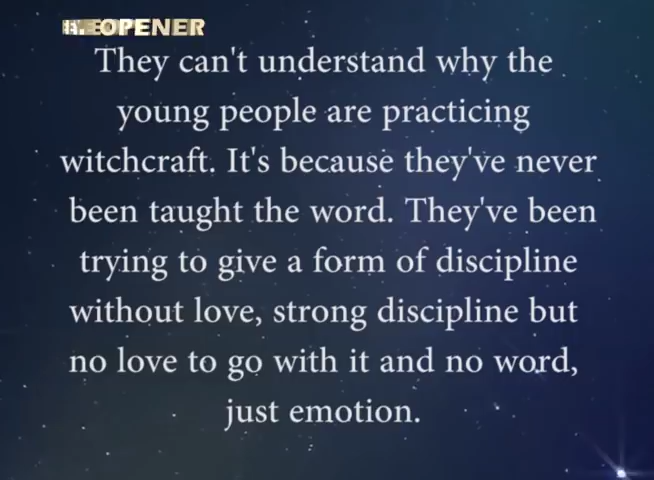 OPENER
They can't understand why the
young people are practicing
witchcraft. It's because they've never
been taught the word. They've been
trying to give a form of discipline
without love, strong discipline but
no love to go with it and no word,
just emotion.